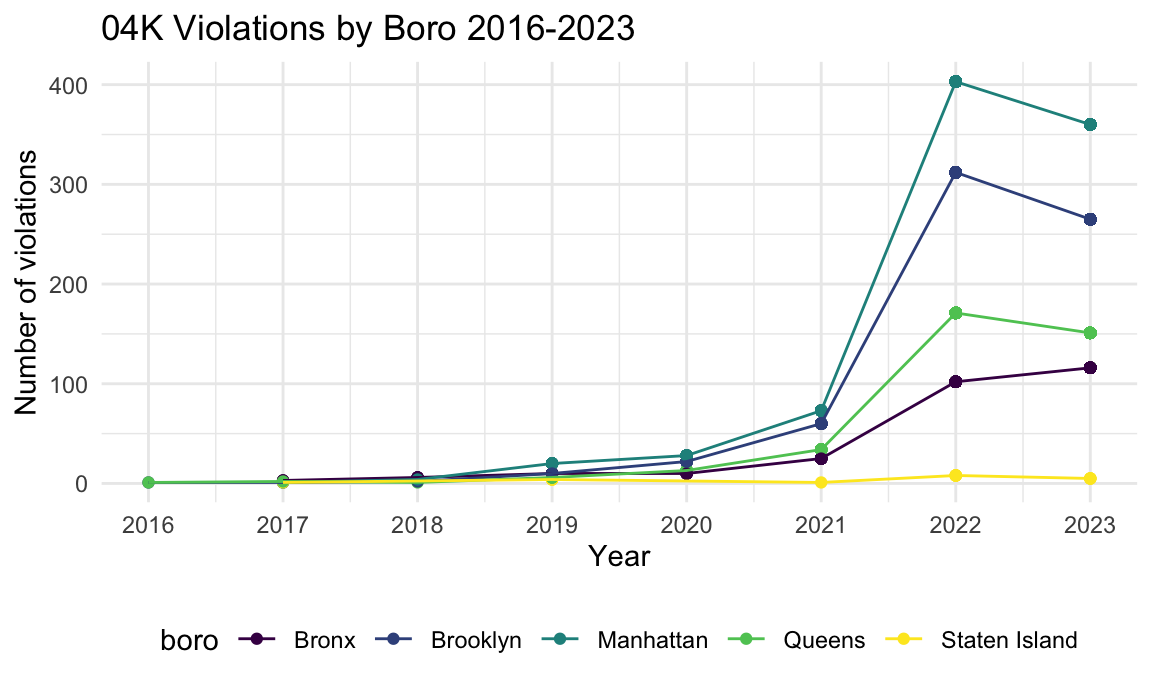 04K Violations by Boro 2016-2023
Number of violations
400
300
200
100
0
2016 2017 2018 2019 2020 2021 2022 2023
Year
boro Bronx Brooklyn Manhattan Queens Staten Island